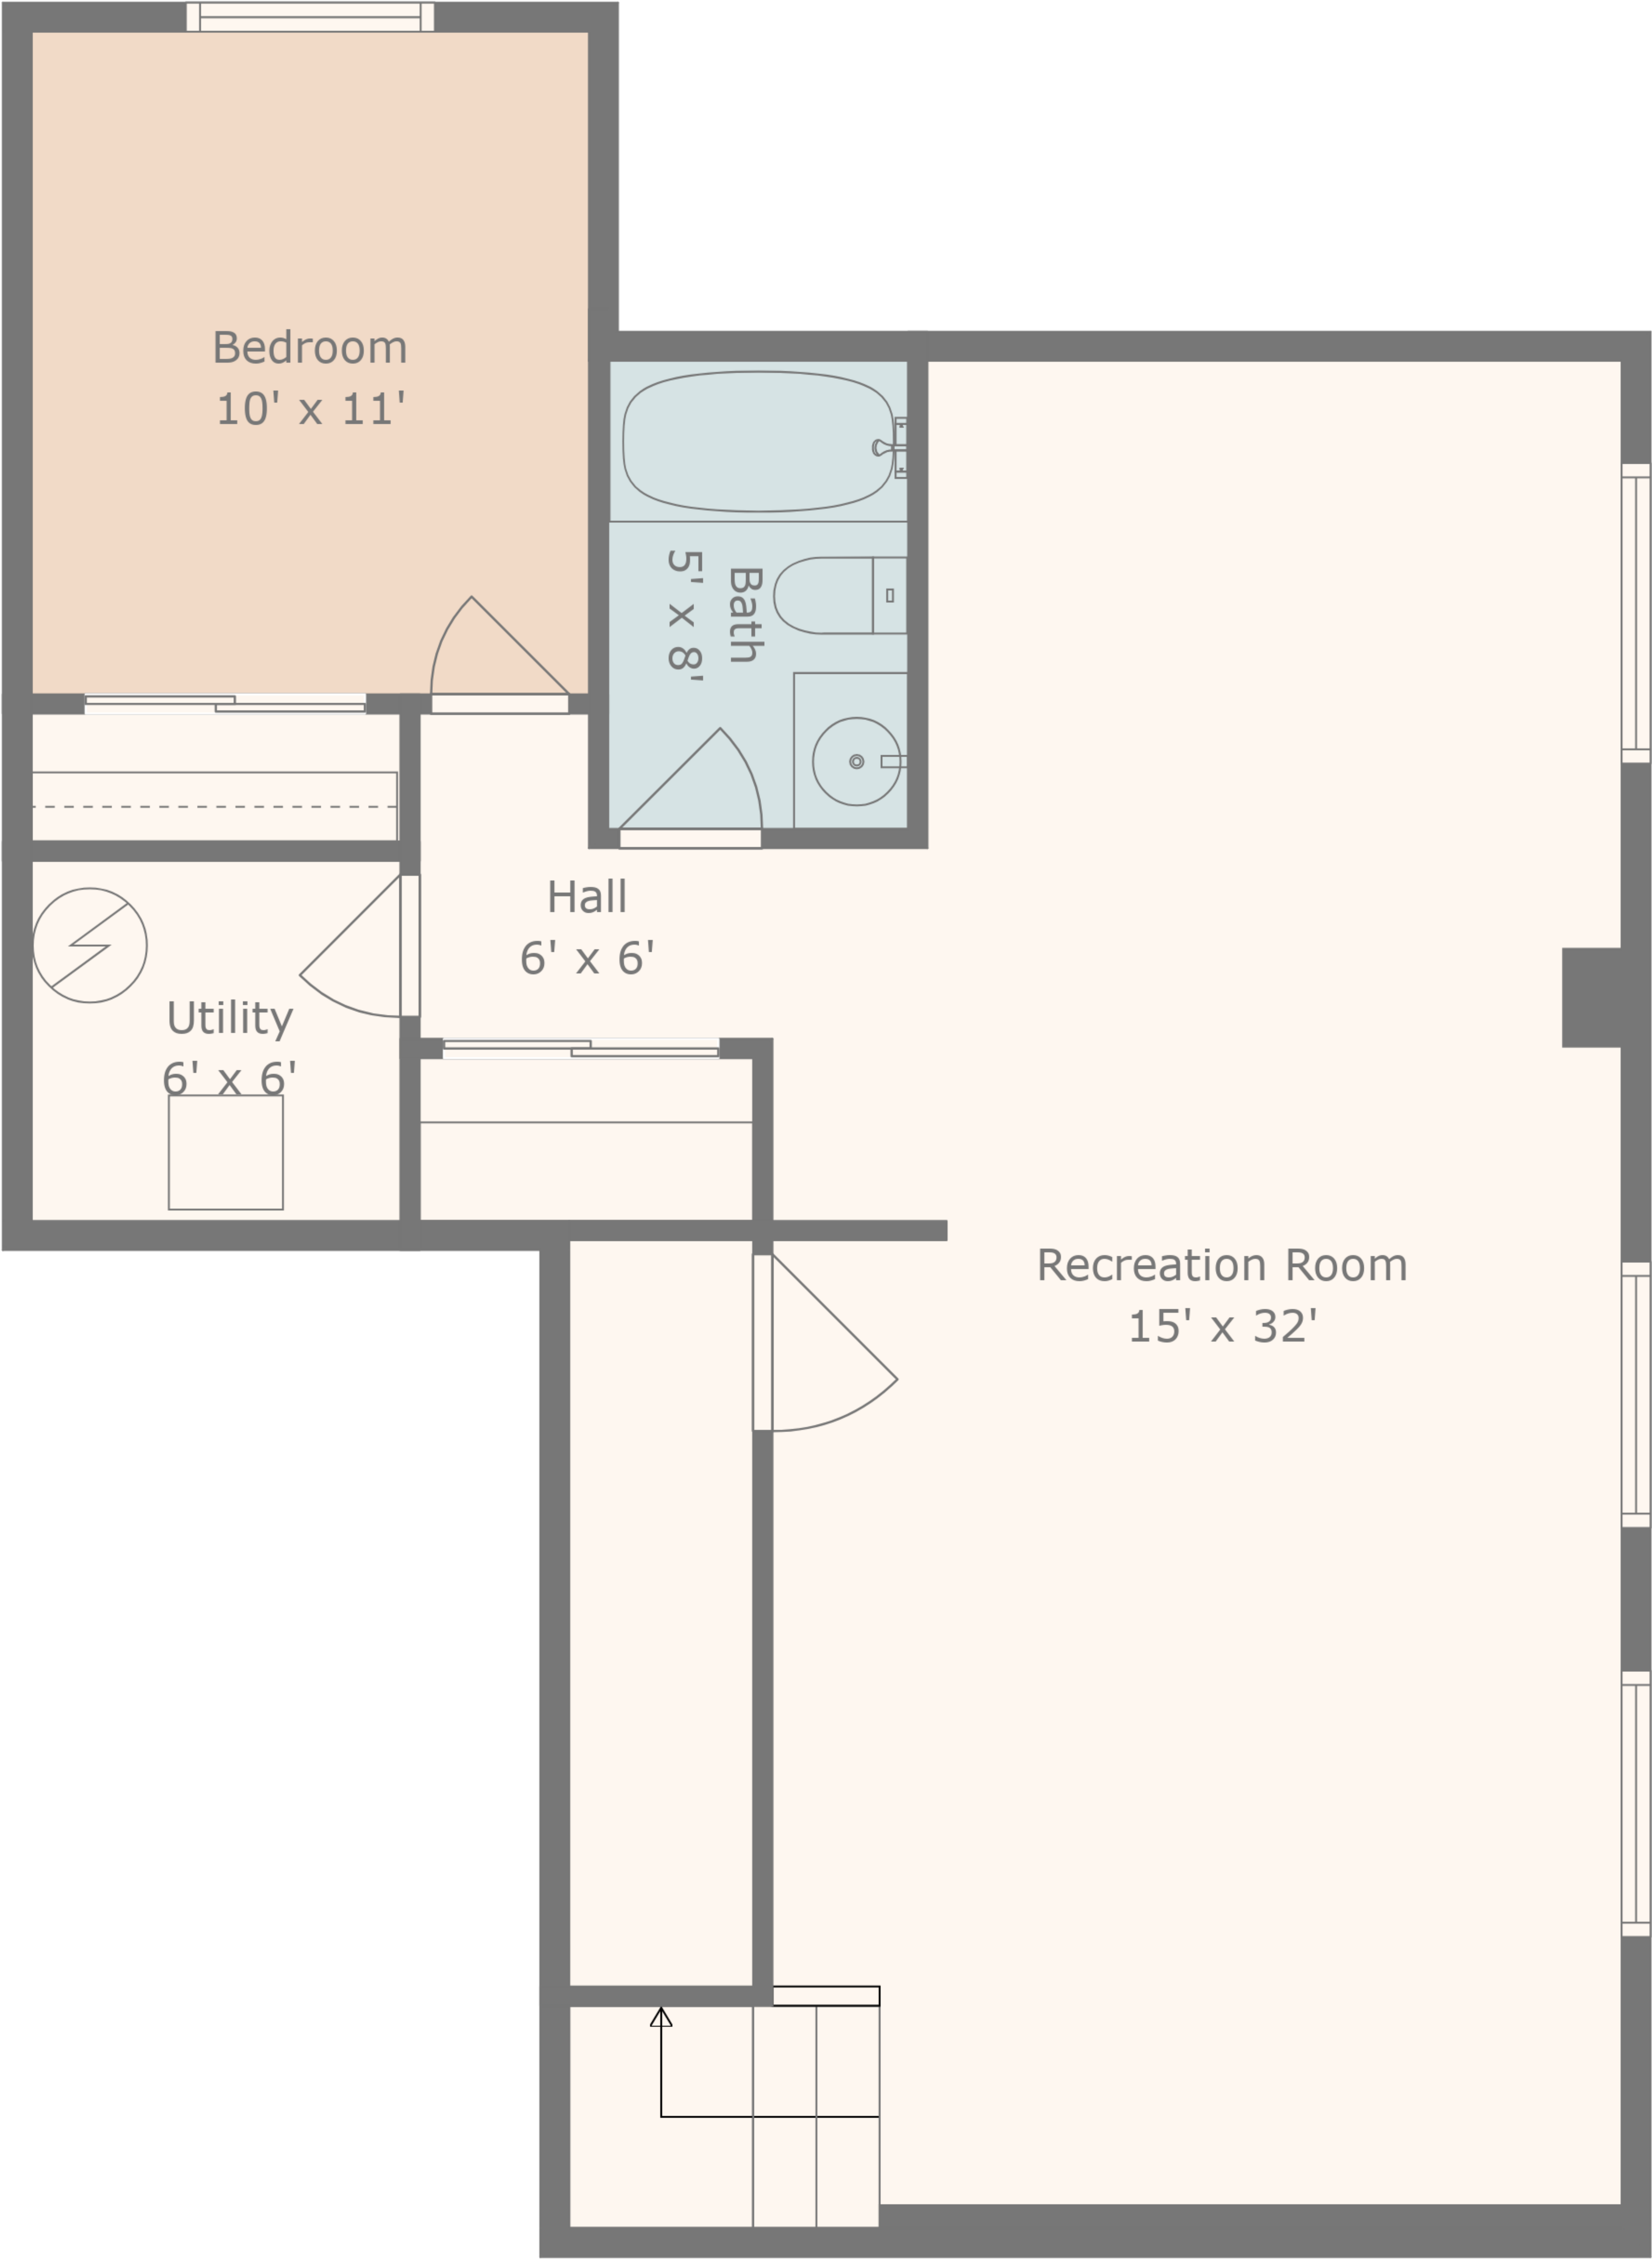 Bedroom
10' x 11'
Bath
5' x 8'
Hall
6' x 6'
Utility
6' x 6'
Recreation Room
15' x 32'